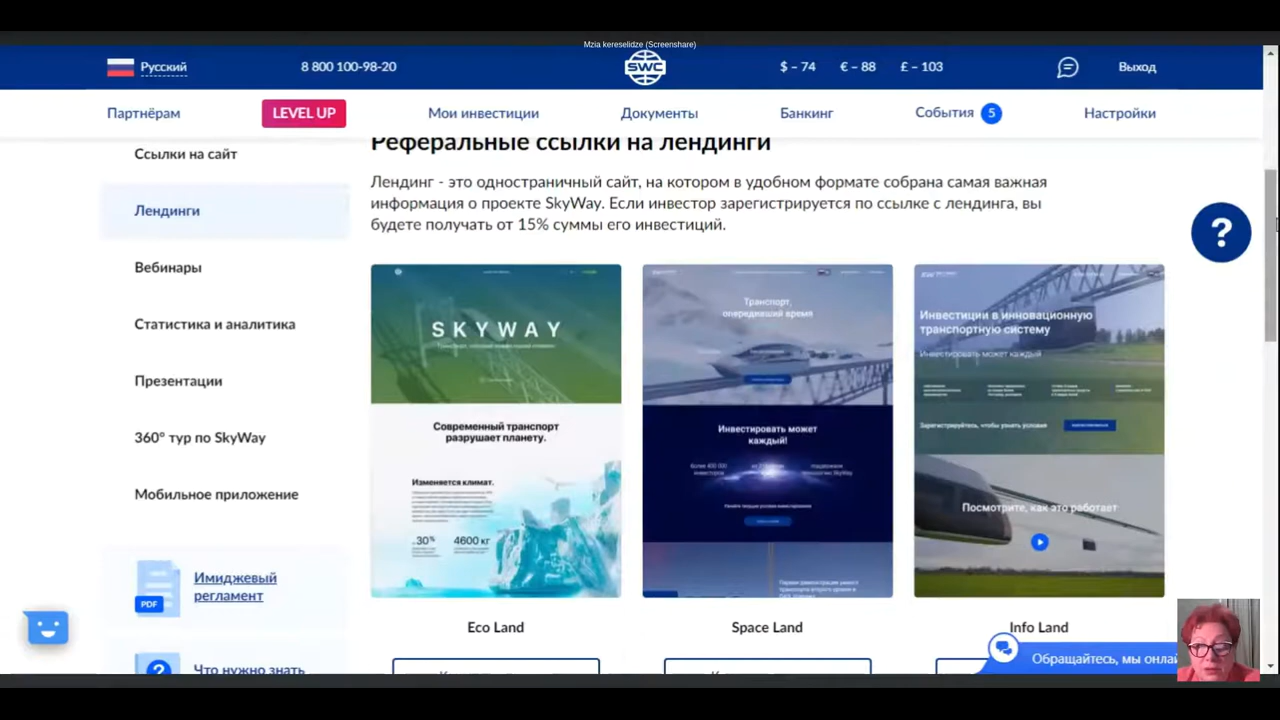 Mzia kereselidze (Screenshare)
Русский
8 800 100-98-20
SWC
$ – 74
€ – 88
£ – 103
Выход
Партнёрам
LEVEL UP
Мои инвестиции
Документы
Банкинг
События 5
Настройки
Ссылки на сайт
Лендинги
Вебинары
Статистика и аналитика
Презентации
360° тур по SkyWay
Мобильное приложение
PDF
Имиджевый
регламент
?
Что нужно знать
Реферальные ссылки на лендинги
Лендинг - это одностраничный сайт, на котором в удобном формате собрана самая важная
информация о проекте SkyWay. Если инвестор зарегистрируется по ссылке с лендинга, вы
будете получать от 15% суммы его инвестиций.
?
SKYWAY
Современный транспорт
разрушает планету.
Изменяется климат.
30%
4600 кг
Eco Land
Транспорт,
опередивший время
Инвестировать может
каждый!
Space Land
Инвестиции в инновационную
транспортную систему
Инвестировать может каждый
Зарегистрируйтесь, чтобы узнать условия
Посмотрите, как это работает
Info Land
Обращайтесь, мы